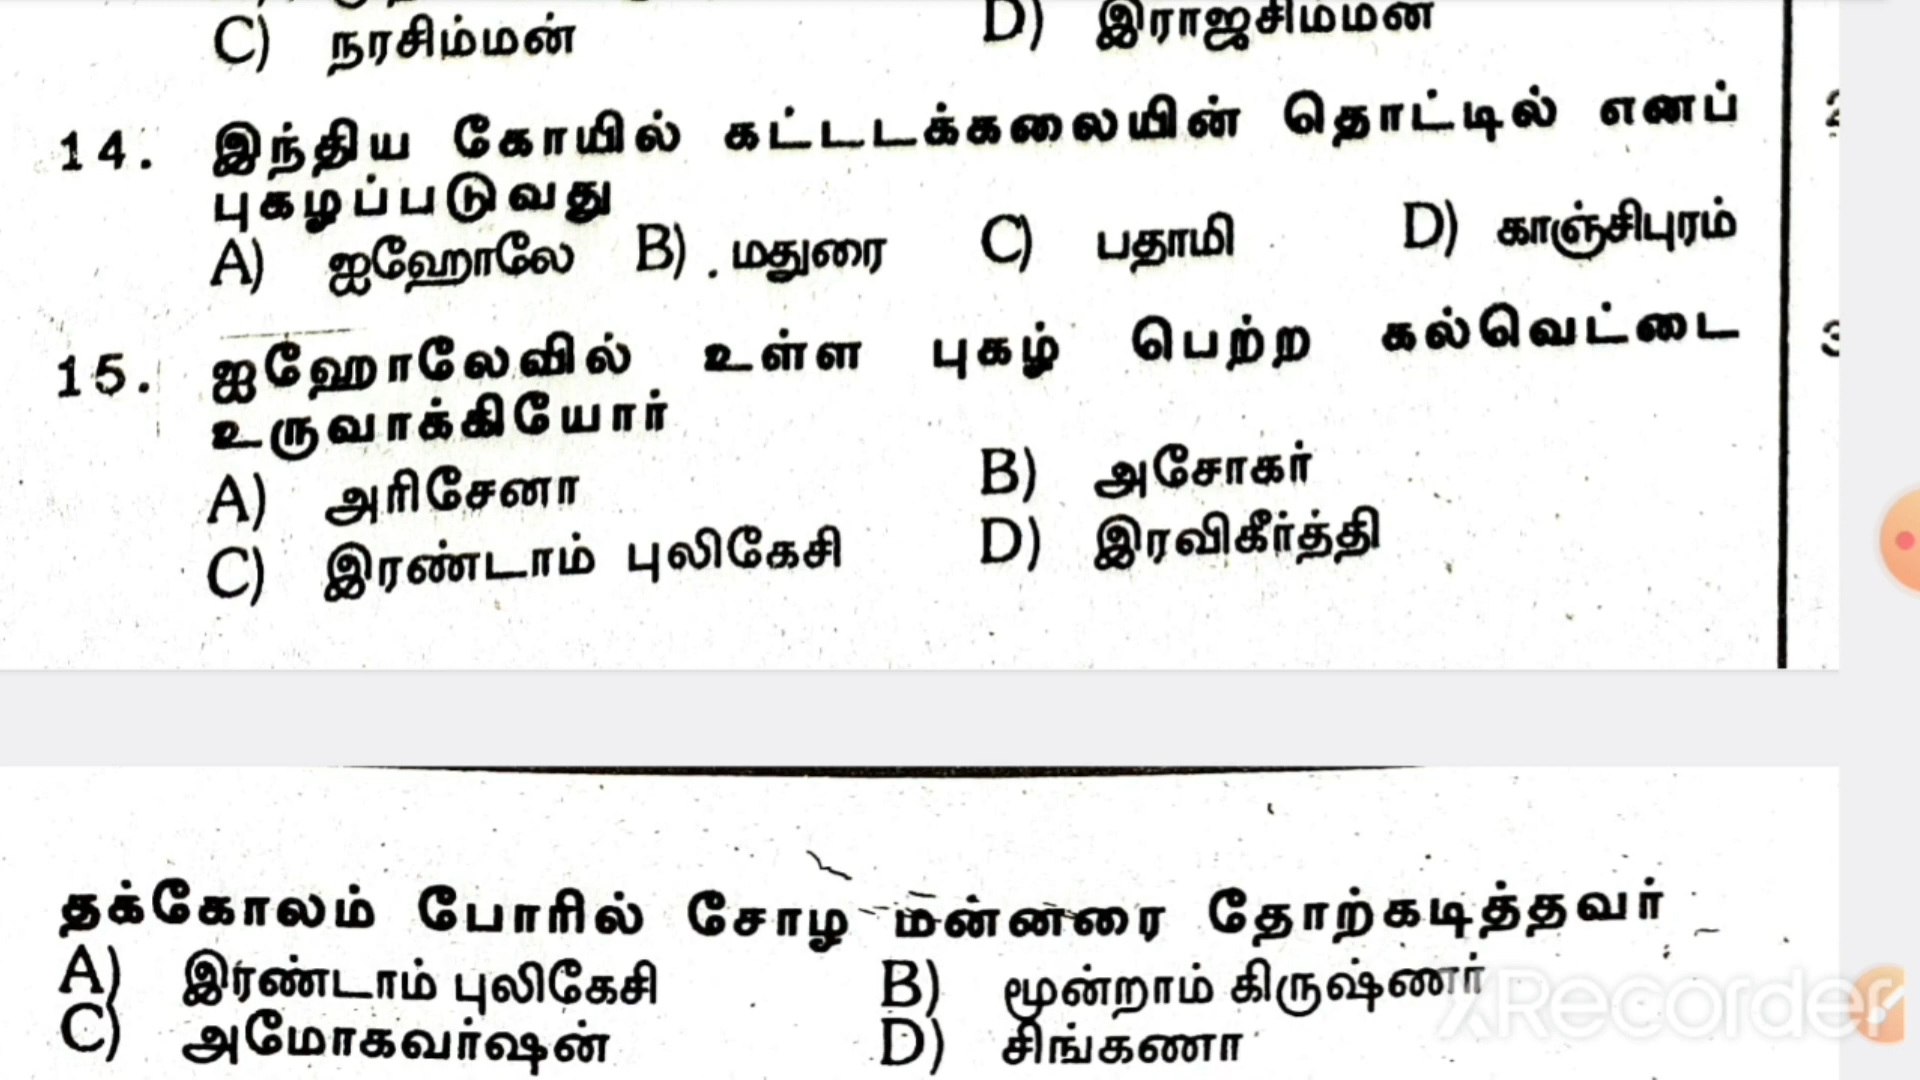 C) நரசிம்மன் D) இராஜசிம்மன்
14. இந்திய கோயில் கட்டடக்கலையின் தொட்டில் எனப்
புகழப்படுவது
A) ஐஹோலே B) மதுரை C) பதாமி D) காஞ்சிபுரம்
15. ஐஹோலேவில் உள்ள புகழ் பெற்ற கல்வெட்டை
உருவாக்கியோர்
A) அரிசேனா B) அசோகர்
C) இரண்டாம் புலிகேசி D) இரவிகீர்த்தி
தக்கோலம் போரில் சோழ மன்னரை தோற்கடித்தவர்
A) இரண்டாம் புலிகேசி B) மூன்றாம் கிருஷ்ணர்
C) அமோகவர்ஷன் D) சிங்கணா
XRecorder